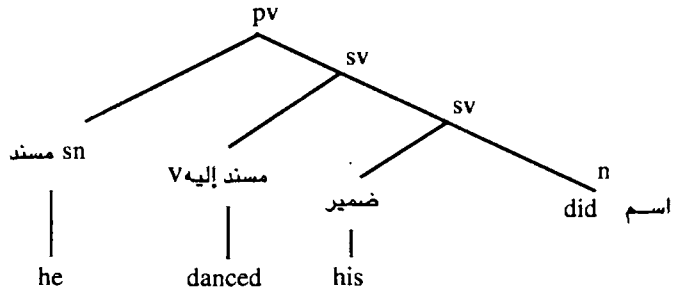 pv
sv
sv
مسند sn
مسند إليه v
ضمير
n
did اسم
he
danced
his